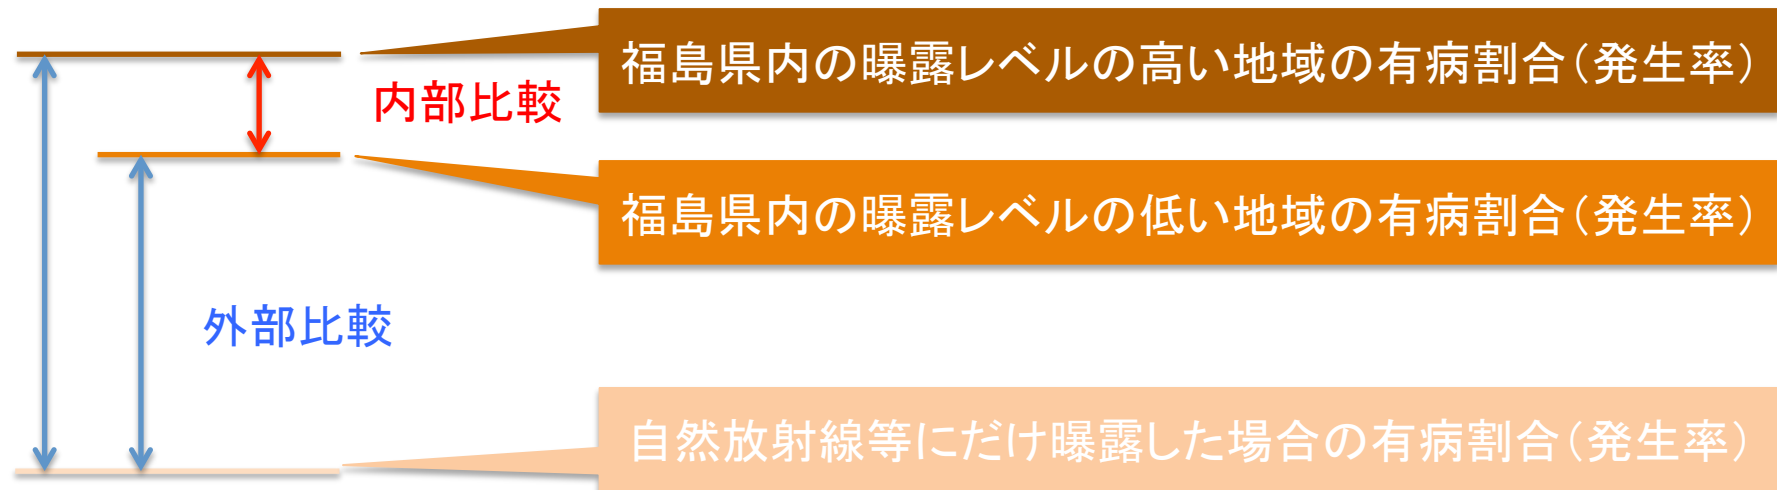 福島県内の曝露レベルの高い地域の有病割合（発生率）
内部比較
福島県内の曝露レベルの低い地域の有病割合（発生率）
外部比較
自然放射線等にだけ曝露した場合の有病割合（発生率）